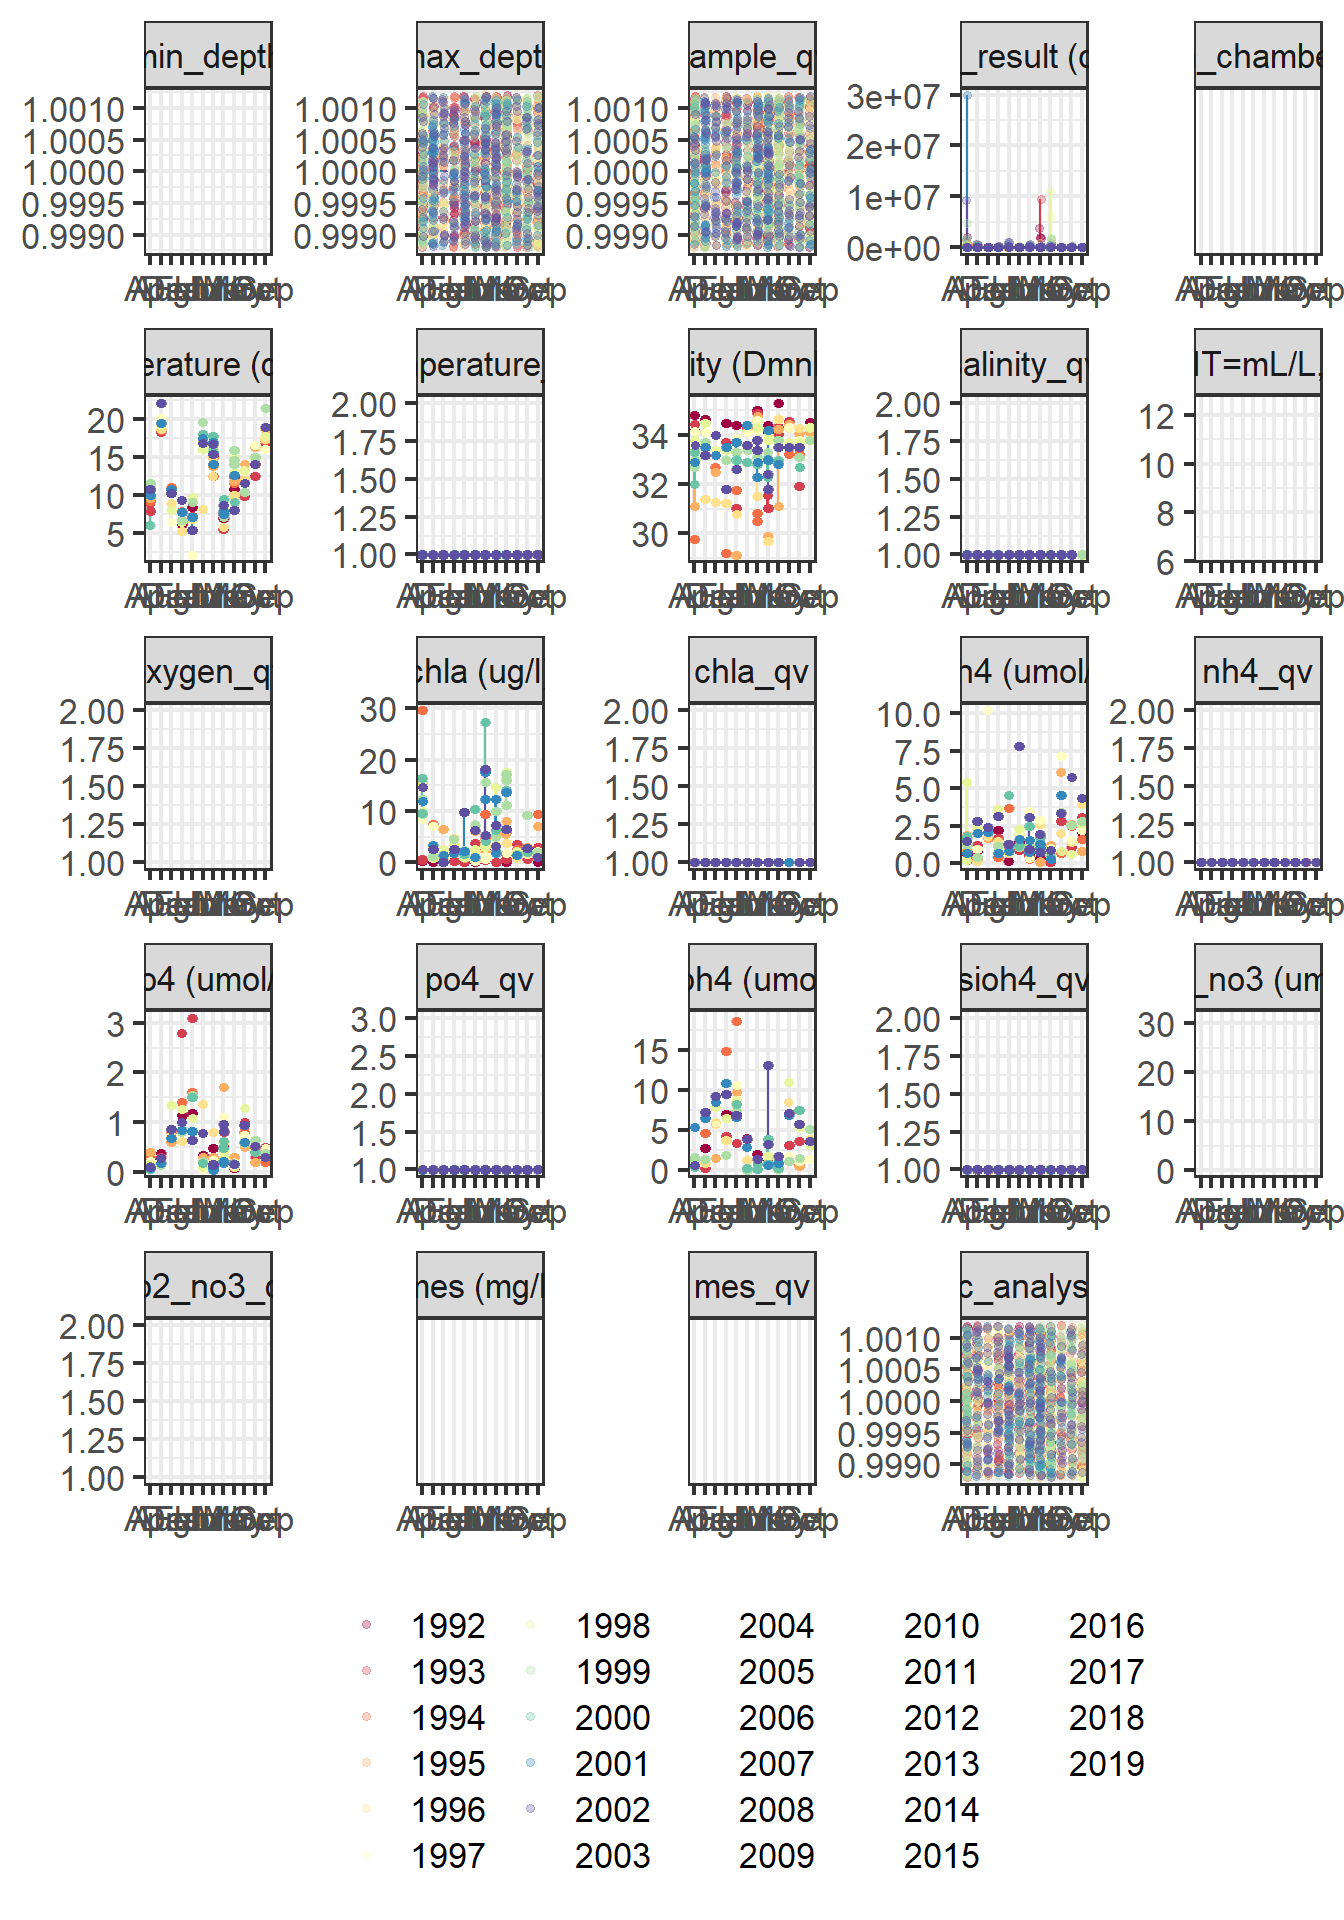 min_depth max_dept ample_q _result (c _chambe
1.0010 1.0010 1.0010 3e+07
1.0005 1.0005 1.0005 2e+07
1.0000 1.0000 1.0000 1e+07
0.9995 0.9995 0.9995
0.9990 0.9990 0.9990 0e+00
erature (c perature_ ity (Dmn alinity_qv IT=mL/L,
20 2.00 34 2.00 12
15 1.75 32 1.75 10
10 1.50 30 1.50 8
5 1.25 1.25 6
1.00 1.00
xygen_q chla (ug/l chla_qv h4 (umol/ nh4_qv
2.00 30 2.00 10.0 2.00
1.75 20 1.75 7.5 1.75
1.50 10 1.50 5.0 1.50
1.25 0 1.25 2.5 1.25
1.00 1.00 0.0 1.00
o4 (umol/ po4_qv oh4 (umo sioh4_qv _no3 (um
3 3.0 15 2.00 30
2 2.5 10 1.75 20
1 2.0 5 1.50 10
0 1.5 0 1.25 0
1.0 1.00
o2_no3_q mes (mg/l mes_qv c_analys
2.00 1.0010
1.75 1.0005
1.50 1.0000
1.25 0.9995
1.00 0.9990
1992 1998 2004 2010 2016
1993 1999 2005 2011 2017
1994 2000 2006 2012 2018
1995 2001 2007 2013 2019
1996 2002 2008 2014
1997 2003 2009 2015